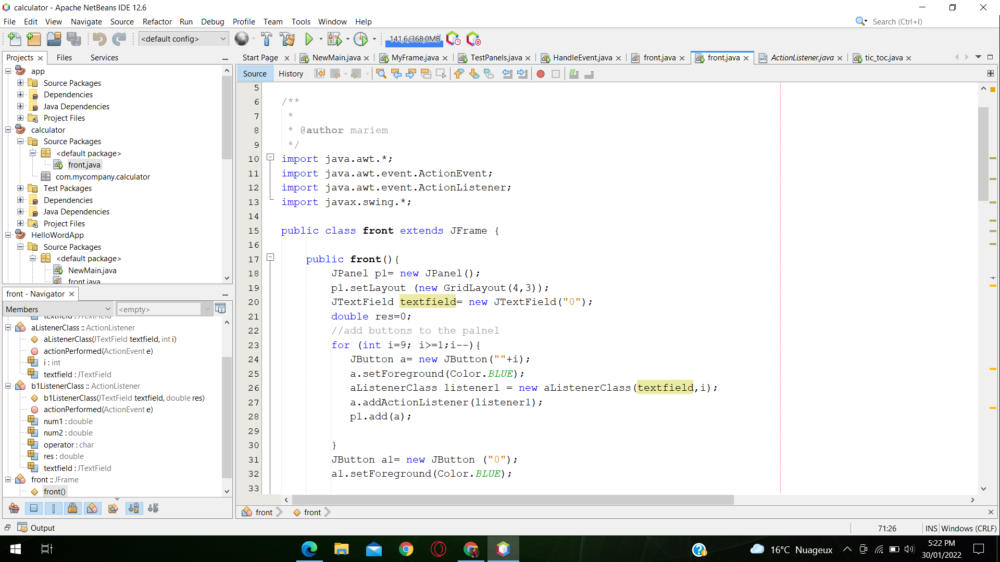 calculator - Apache NetBeans IDE 12.6
File Edit View Navigate Source Refactor Run Debug Profile Team Tools Window Help
Search (Ctrl+I)
<default config>
141,6/368,0MB
Projects Files Services
app
Source Packages
Dependencies
Java Dependencies
Project Files
calculator
Source Packages
<default package>
front.java
com.mycompany.calculator
Test Packages
Dependencies
Java Dependencies
Project Files
HelloWordApp
Source Packages
<default package>
NewMain.java
front.java
front - Navigator
Members
<empty>
textfield : JTextField
aListenerClass :: ActionListener
aListenerClass(JTextField textfield, int i)
actionPerformed(ActionEvent e)
i : int
textfield : JTextField
b1ListenerClass :: ActionListener
b1ListenerClass(JTextField textfield, double res)
actionPerformed(ActionEvent e)
num1 : double
num2 : double
operator : char
res : double
textfield : JTextField
front :: JFrame
front()
Start Page NewMain.java MyFrame.java TestPanels.java HandleEvent.java front.java front.java ActionListener.java tic_toc.java
Source History
5
6 /**
7 *
8 * @author mariem
9 */
10 import java.awt.*;
11 import java.awt.event.ActionEvent;
12 import java.awt.event.ActionListener;
13 import javax.swing.*;
14
15 public class front extends JFrame {
16
17 public front(){
18 JPanel p1= new JPanel();
19 p1.setLayout (new GridLayout(4,3));
20 JTextField textfield= new JTextField("0");
21 double res=0;
22 //add buttons to the palnel
23 for (int i=9; i>=1;i--){
24 JButton a= new JButton(""+i);
25 a.setForeground(Color.BLUE);
26 aListenerClass listener1 = new aListenerClass(textfield,i);
27 a.addActionListener(listener1);
28 p1.add(a);
29
30 }
31 JButton a1= new JButton ("0");
32 a1.setForeground(Color.BLUE);
33
front front
Output
71:26 INS Windows (CRLF)
16°C Nuageux
5:22 PM
30/01/2022